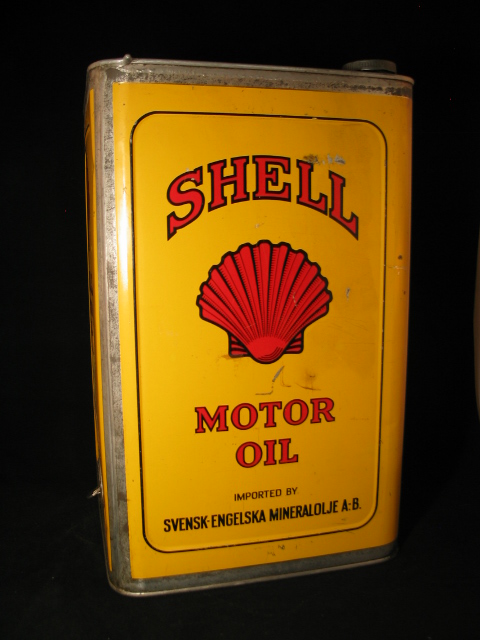 SHELL
MOTOR
OIL
IMPORTED BY
SVENSK-ENGELSKA MINERALOLJE A.-B.